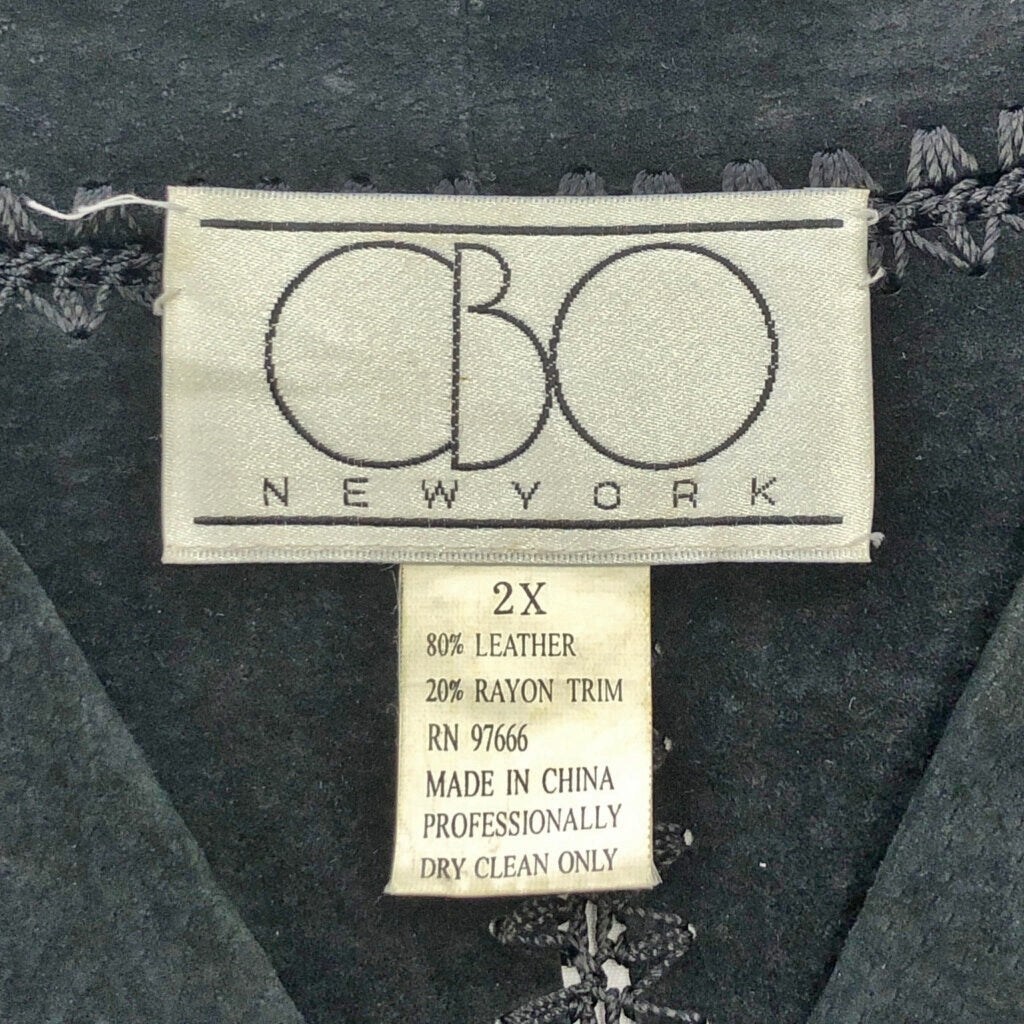 CBO
NEW YORK
2X
80% LEATHER
20% RAYON TRIM
RN 97666
MADE IN CHINA
PROFESSIONALLY
DRY CLEAN ONLY